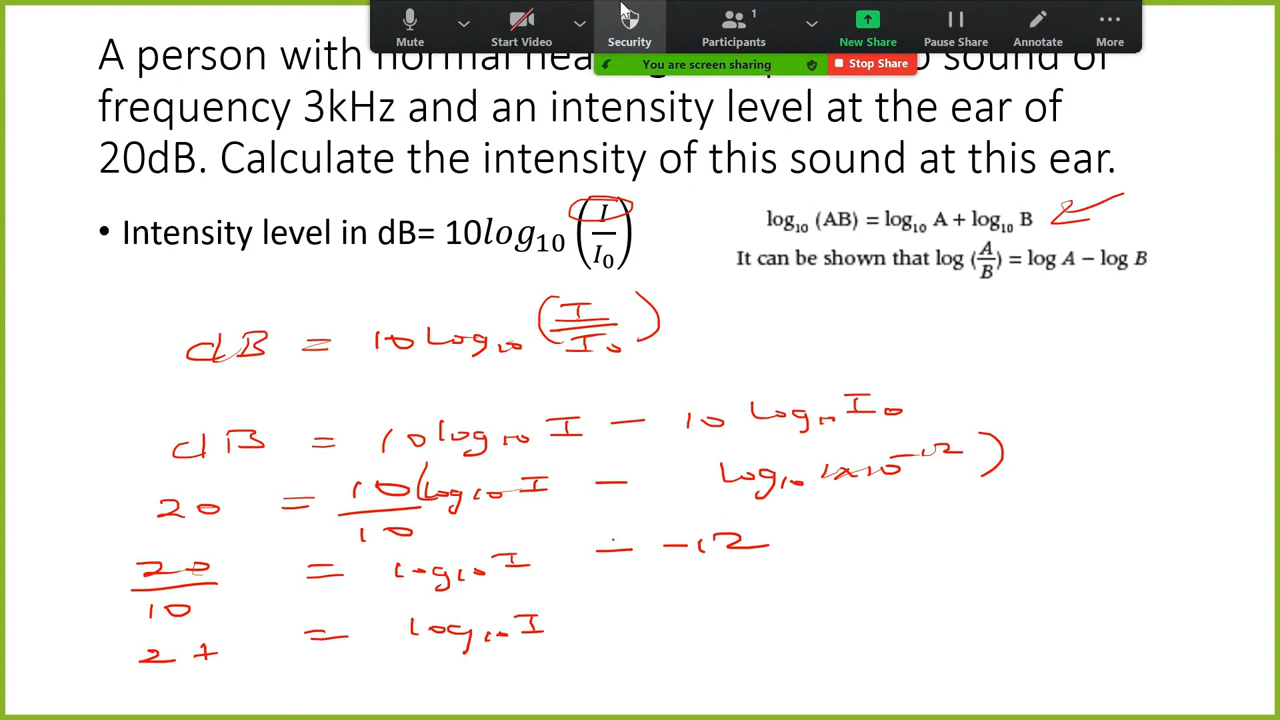 Mute Start Video Security Participants 1 New Share Pause Share Annotate More
You are screen sharing Stop Share
A person with normal sound of
frequency 3kHz and an intensity level at the ear of
20dB. Calculate the intensity of this sound at this ear.
• Intensity level in dB= 10log₁₀ (I/I₀)
log₁₀ (AB) = log₁₀ A + log₁₀ B
It can be shown that log (A/B) = log A − log B
dB = 10 log₁₀ (I/I₀)
dB = 10 log₁₀ I − 10 log₁₀ I₀
20 = 10/10 (log₁₀ I − log₁₀ 1×10⁻¹²)
20/10 = log₁₀ I − −12
2 + = log₁₀ I